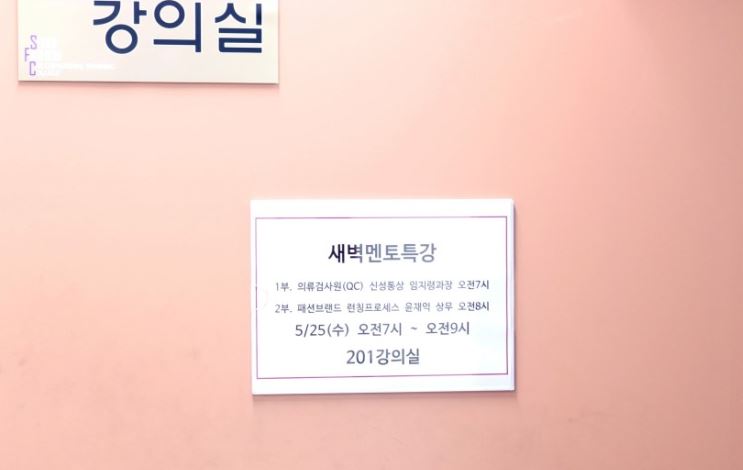 강의실
새벽멘토특강
1부. 의류검사원(QC) 신성통상 임지령과장 오전7시
2부. 패션브랜드 런칭프로세스 윤재익 상무 오전8시
5/25(수) 오전7시 ~ 오전9시
201강의실